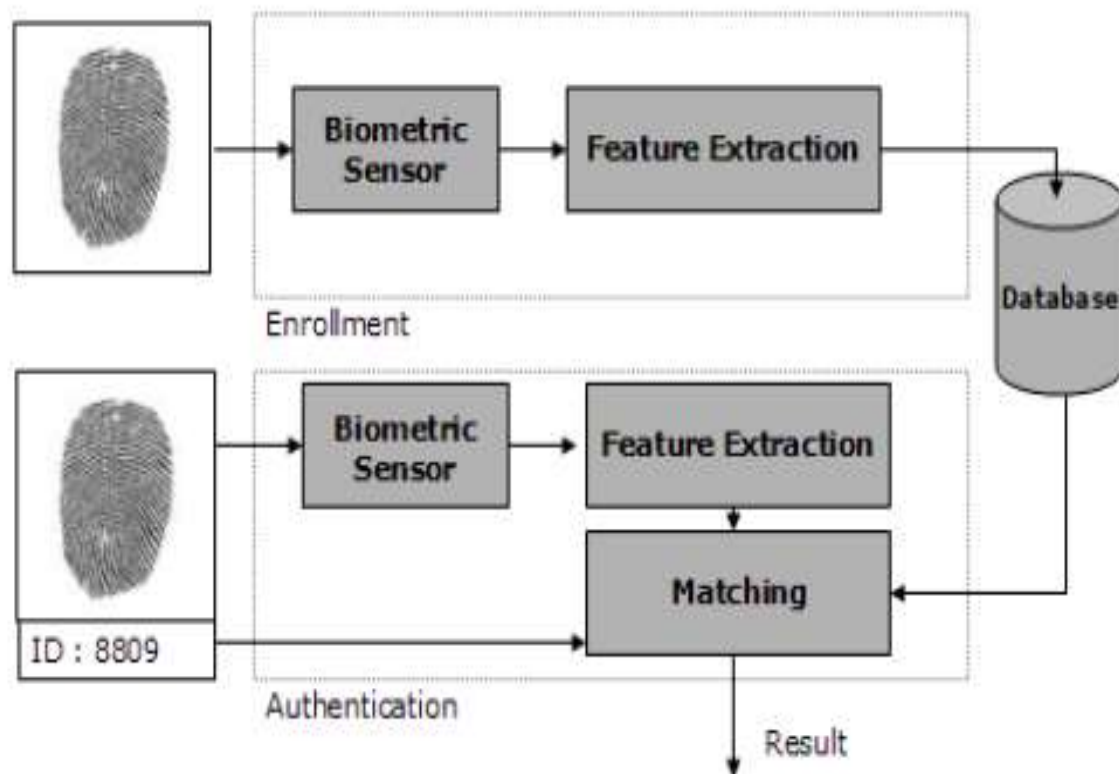 Biometric
Sensor
Feature Extraction
Database
Enrollment
Biometric
Sensor
Feature Extraction
Matching
ID : 8809
Authentication
Result